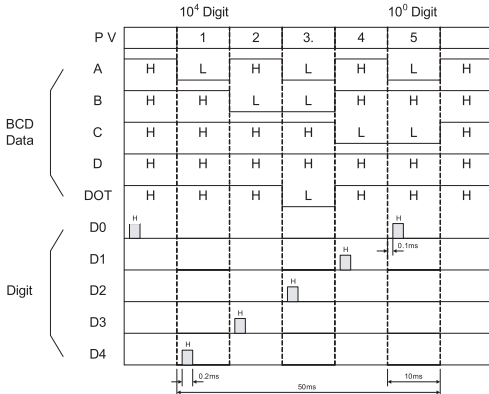 10⁴ Digit 10⁰ Digit
P V 1 2 3. 4 5
A H L H L H L H
B H H L L H H H
BCD Data
C H H H H L L H
D H H H H H H H
DOT H H H L H H H
D0 H H
0.1ms
D1 H
Digit
D2 H
D3 H
D4 H
0.2ms 10ms
50ms